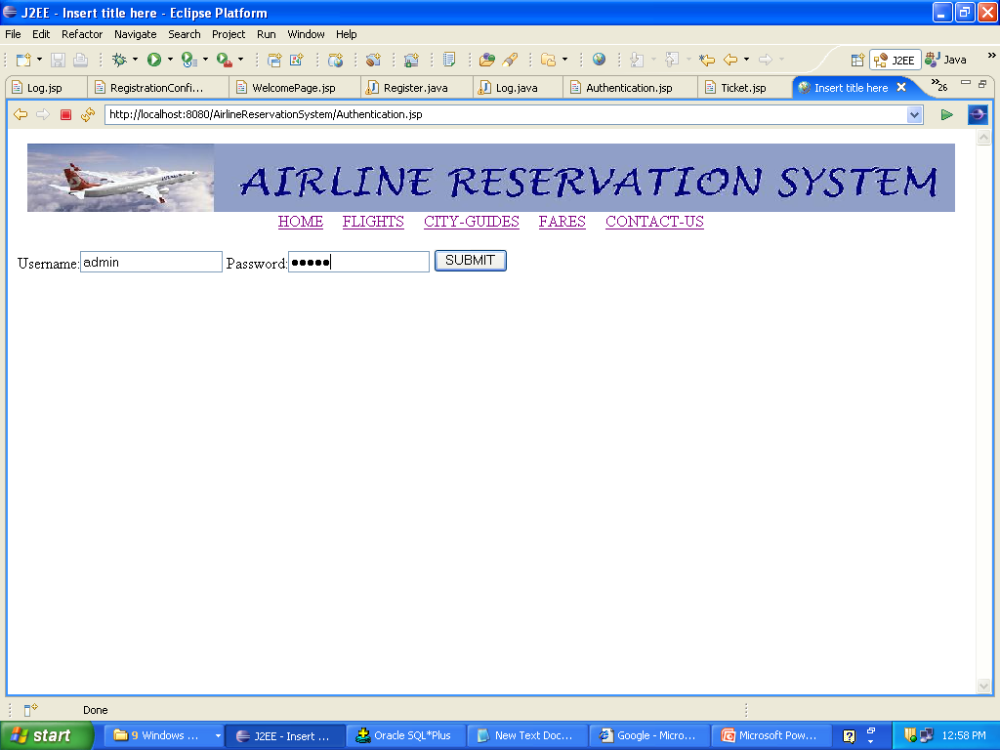 J2EE - Insert title here - Eclipse Platform
File Edit Refactor Navigate Search Project Run Window Help
J2EE Java
Log.jsp RegistrationConfi... WelcomePage.jsp Register.java Log.java Authentication.jsp Ticket.jsp Insert title here 26
http://localhost:8080/AirlineReservationSystem/Authentication.jsp
AIRLINE RESERVATION SYSTEM
HOME FLIGHTS CITY-GUIDES FARES CONTACT-US
Username: admin Password: ●●●●● SUBMIT
Done
start 9 Windows ... J2EE - Insert ... Oracle SQL*Plus New Text Doc... Google - Micro... Microsoft Pow... 12:58 PM